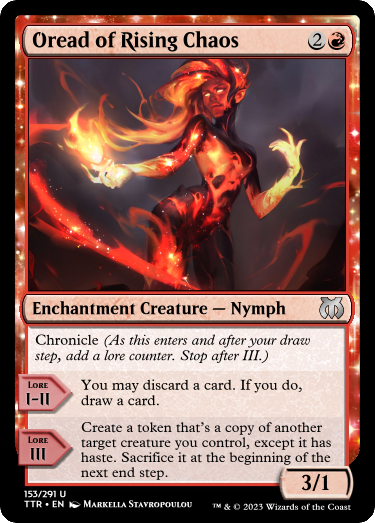 Oread of Rising Chaos 2
Enchantment Creature — Nymph
Chronicle (As this enters and after your draw
step, add a lore counter. Stop after III.)
LORE
I-II
You may discard a card. If you do,
draw a card.
LORE
III
Create a token that's a copy of another
target creature you control, except it has
haste. Sacrifice it at the beginning of the
next end step.
3/1
153/291 U
TTR • EN Markella Stavropoulou
™ & © 2023 Wizards of the Coast